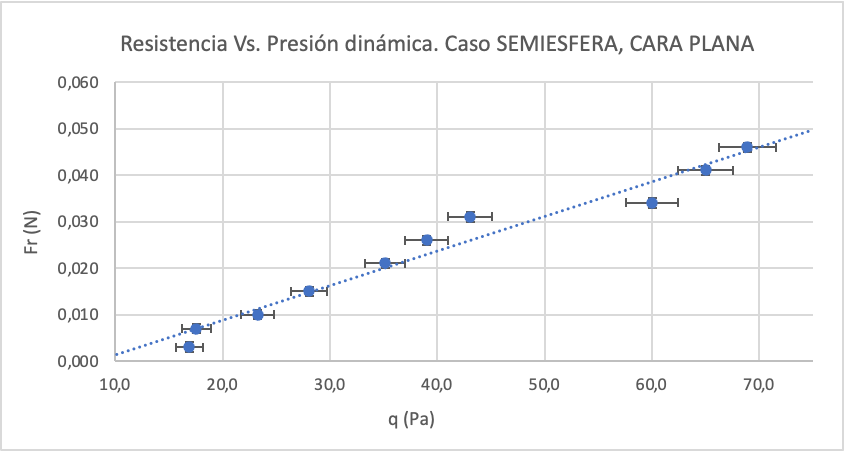 Resistencia Vs. Presión dinámica. Caso SEMIESFERA, CARA PLANA
0,060
0,050
0,040
0,030
0,020
0,010
0,000
Fr (N)
10,0 20,0 30,0 40,0 50,0 60,0 70,0
q (Pa)